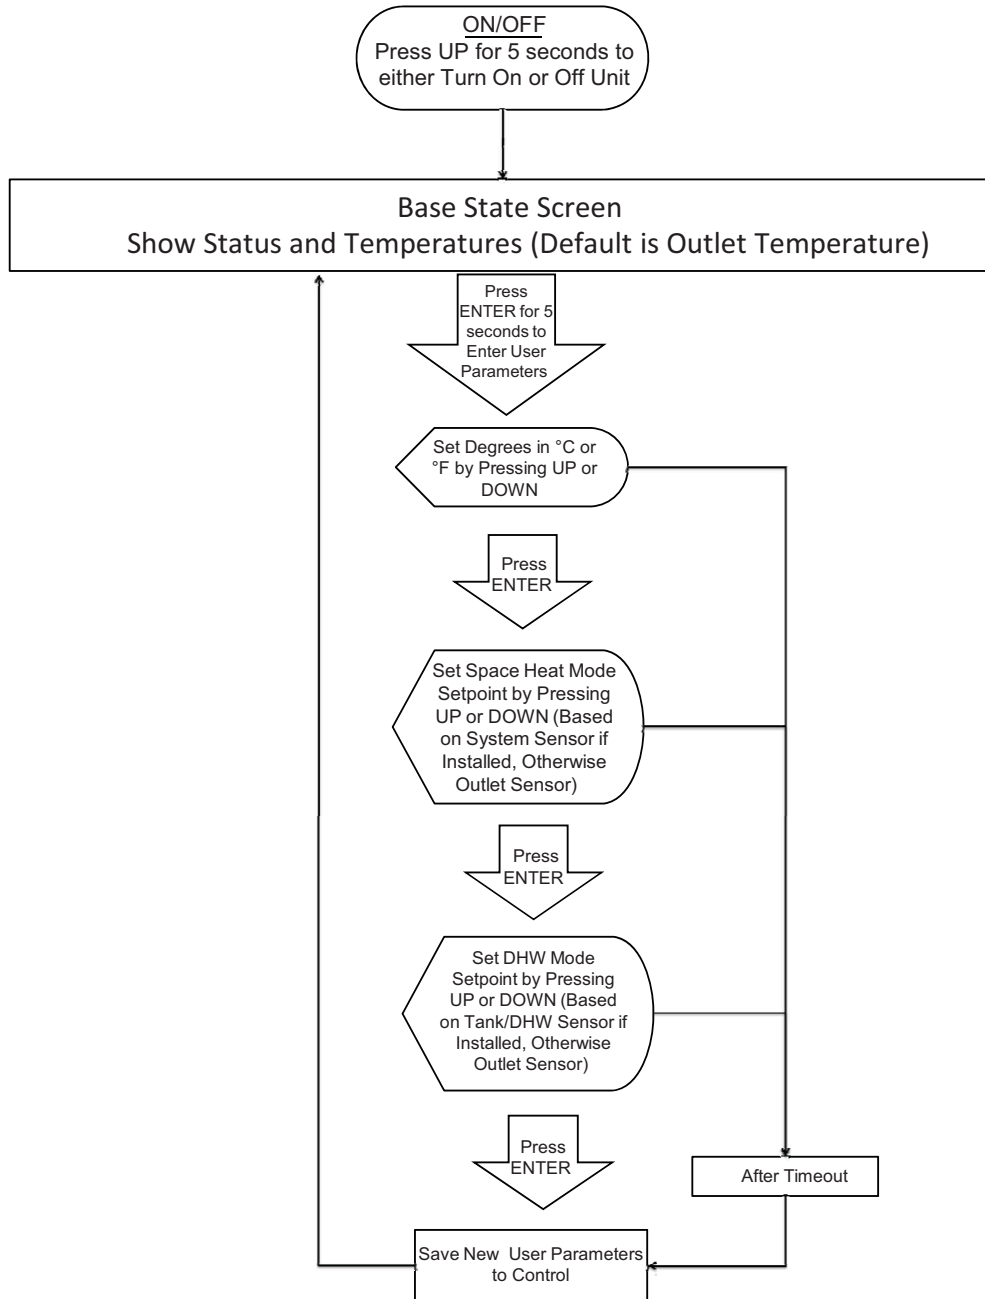 ON/OFF
Press UP for 5 seconds to
either Turn On or Off Unit
Base State Screen
Show Status and Temperatures (Default is Outlet Temperature)
Press
ENTER for 5
seconds to
Enter User
Parameters
Set Degrees in °C or
°F by Pressing UP or
DOWN
Press
ENTER
Set Space Heat Mode
Setpoint by Pressing
UP or DOWN (Based
on System Sensor if
Installed, Otherwise
Outlet Sensor)
Press
ENTER
Set DHW Mode
Setpoint by Pressing
UP or DOWN (Based
on Tank/DHW Sensor if
Installed, Otherwise
Outlet Sensor)
Press
ENTER
After Timeout
Save New User Parameters
to Control